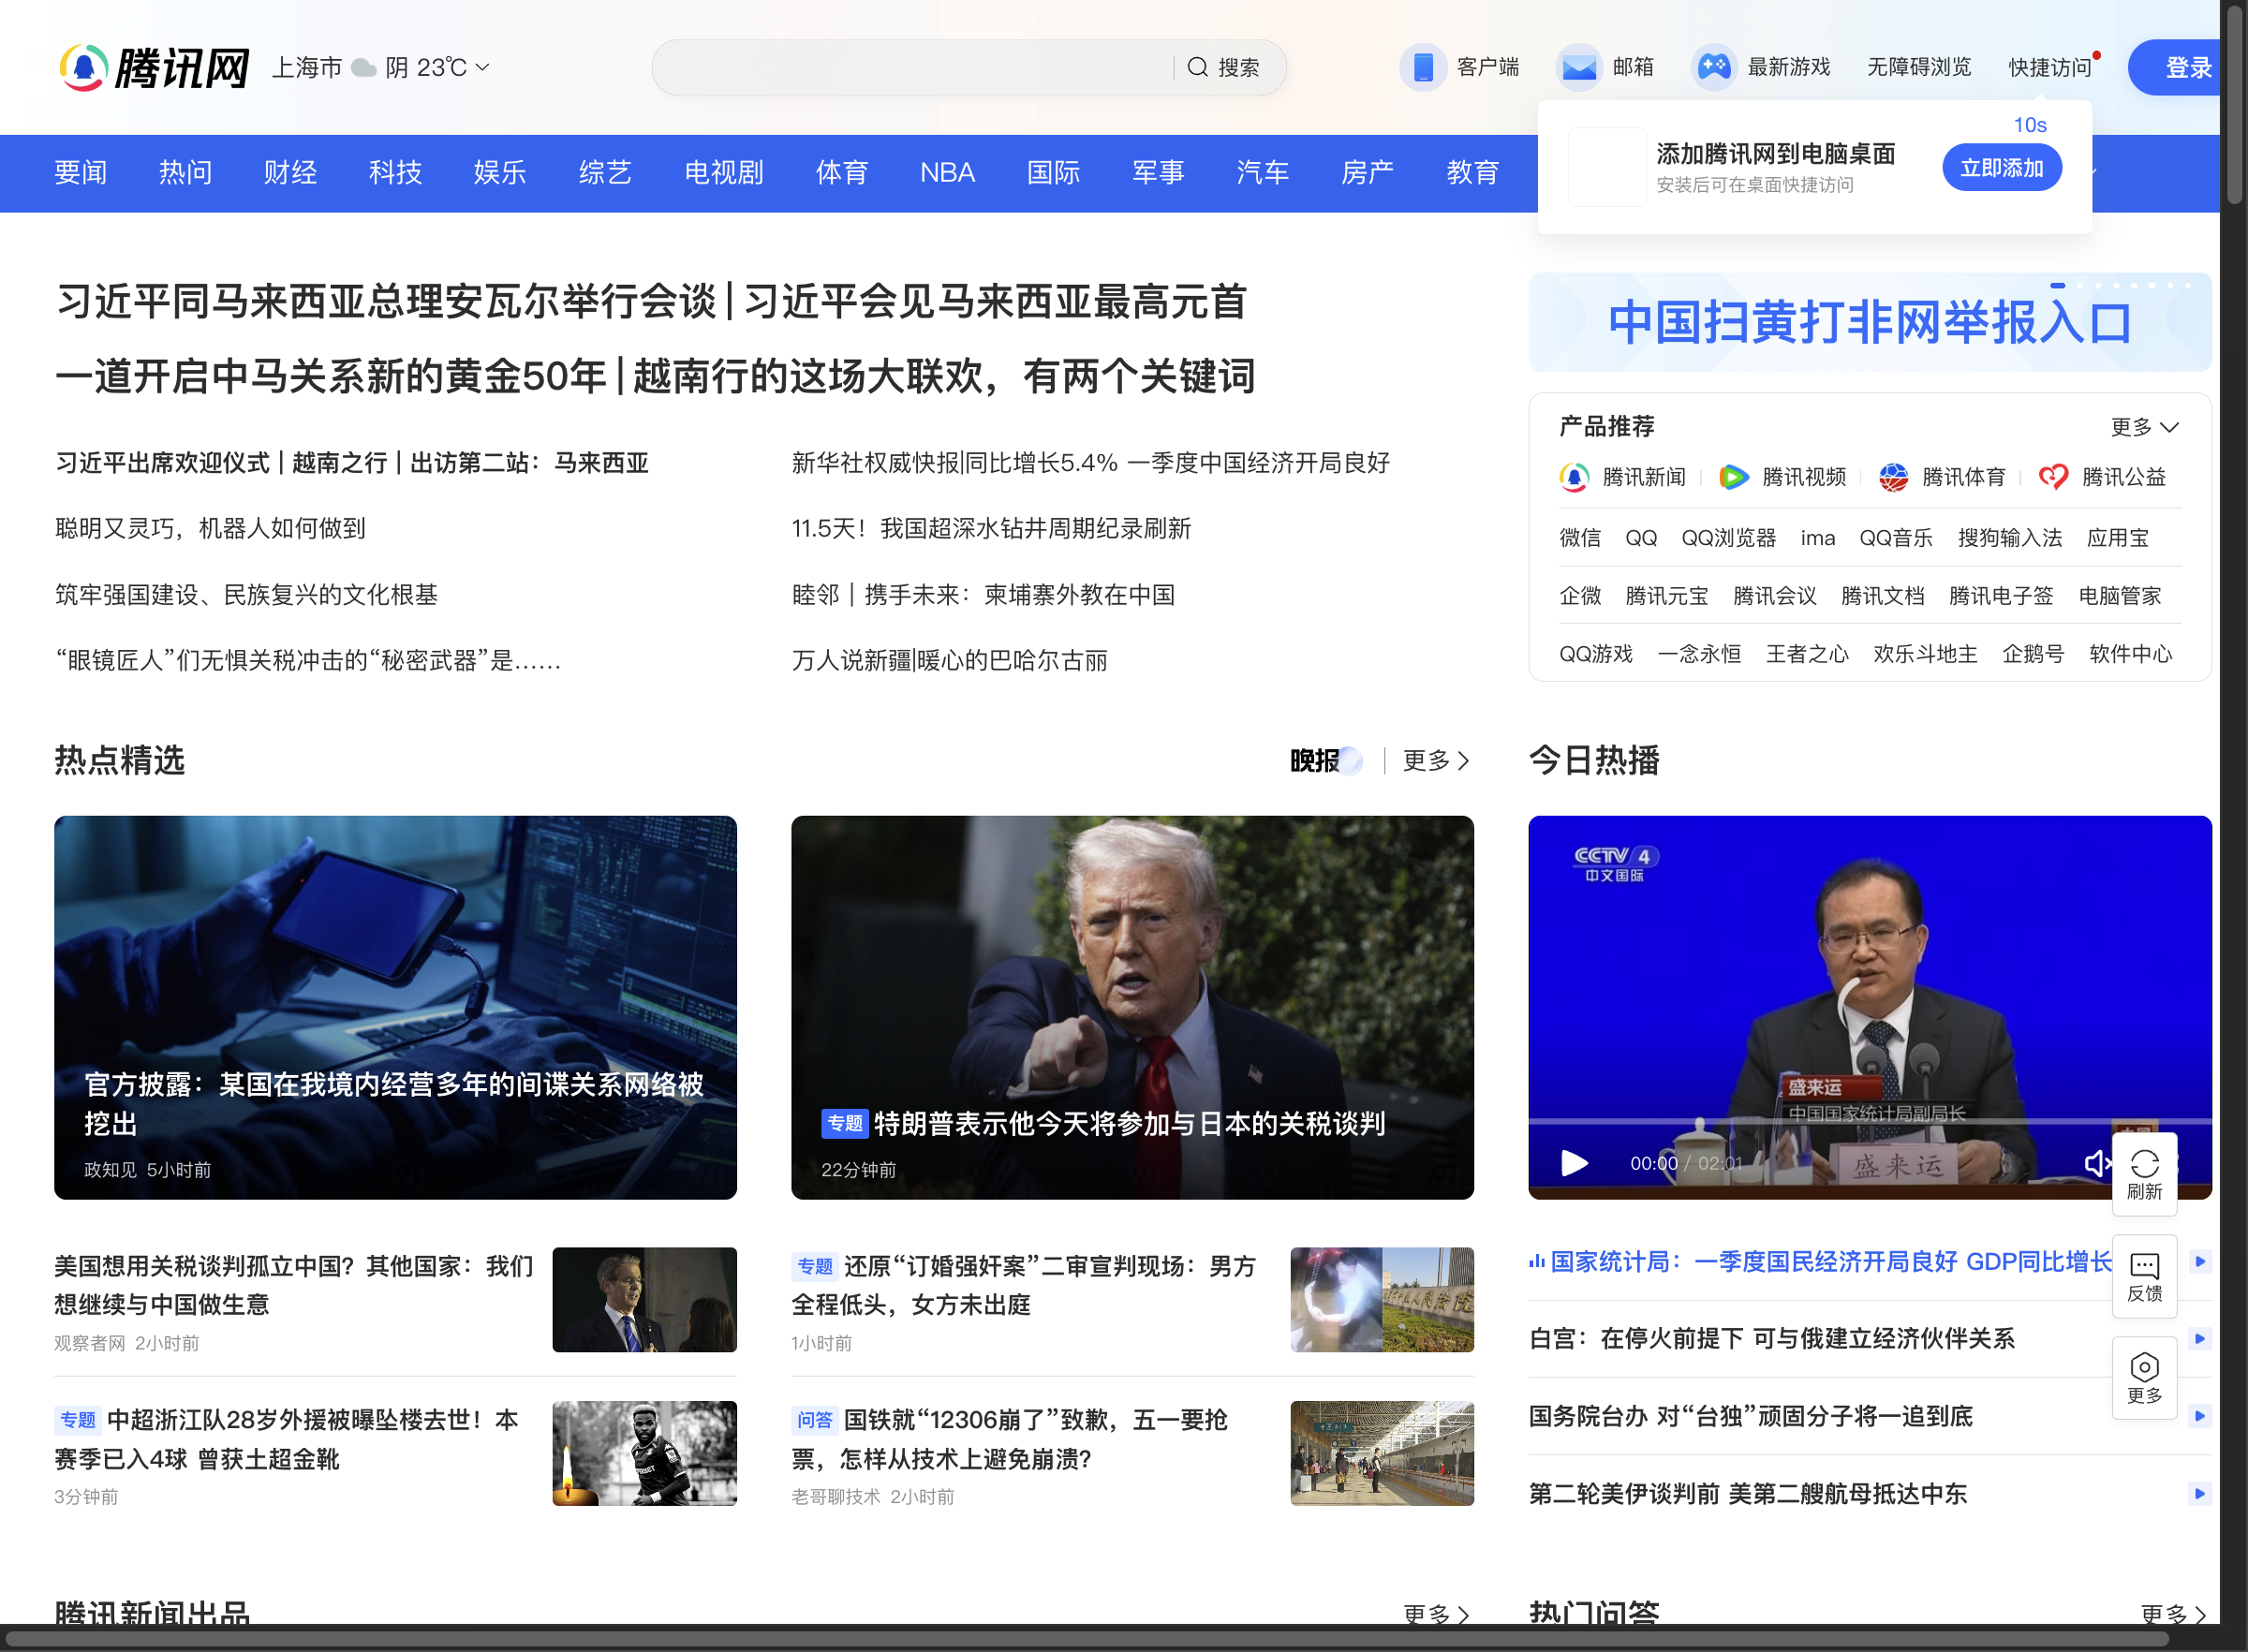 腾讯网
上海市 阴 23℃
搜索
客户端 邮箱 最新游戏 无障碍浏览 快捷访问 登录
要闻 热问 财经 科技 娱乐 综艺 电视剧 体育 NBA 国际 军事 汽车 房产 教育
10s
添加腾讯网到电脑桌面
安装后可在桌面快捷访问
立即添加
习近平同马来西亚总理安瓦尔举行会谈|习近平会见马来西亚最高元首
一道开启中马关系新的黄金50年|越南行的这场大联欢，有两个关键词
习近平出席欢迎仪式|越南之行|出访第二站：马来西亚
新华社权威快报|同比增长5.4% 一季度中国经济开局良好
聪明又灵巧，机器人如何做到
11.5天！我国超深水钻井周期纪录刷新
筑牢强国建设、民族复兴的文化根基
睦邻｜携手未来：柬埔寨外教在中国
“眼镜匠人”们无惧关税冲击的“秘密武器”是……
万人说新疆|暖心的巴哈尔古丽
中国扫黄打非网举报入口
产品推荐 更多
腾讯新闻 腾讯视频 腾讯体育 腾讯公益
微信 QQ QQ浏览器 ima QQ音乐 搜狗输入法 应用宝
企微 腾讯元宝 腾讯会议 腾讯文档 腾讯电子签 电脑管家
QQ游戏 一念永恒 王者之心 欢乐斗地主 企鹅号 软件中心
热点精选
晚报 更多
官方披露：某国在我境内经营多年的间谍关系网络被
挖出
政知见 5小时前
专题 特朗普表示他今天将参加与日本的关税谈判
22分钟前
美国想用关税谈判孤立中国？其他国家：我们
想继续与中国做生意
观察者网 2小时前
专题 还原“订婚强奸案”二审宣判现场：男方
全程低头，女方未出庭
1小时前
专题 中超浙江队28岁外援被曝坠楼去世！本
赛季已入4球 曾获土超金靴
3分钟前
问答 国铁就“12306崩了”致歉，五一要抢
票，怎样从技术上避免崩溃？
老哥聊技术 2小时前
今日热播
CCTV 4
中文国际
盛来运
中国国家统计局副局长
盛来运
00:00 / 02:01
国家统计局：一季度国民经济开局良好 GDP同比增长
白宫：在停火前提下 可与俄建立经济伙伴关系
国务院台办 对“台独”顽固分子将一追到底
第二轮美伊谈判前 美第二艘航母抵达中东
刷新
反馈
更多
腾讯新闻出品 更多
热门问答 更多